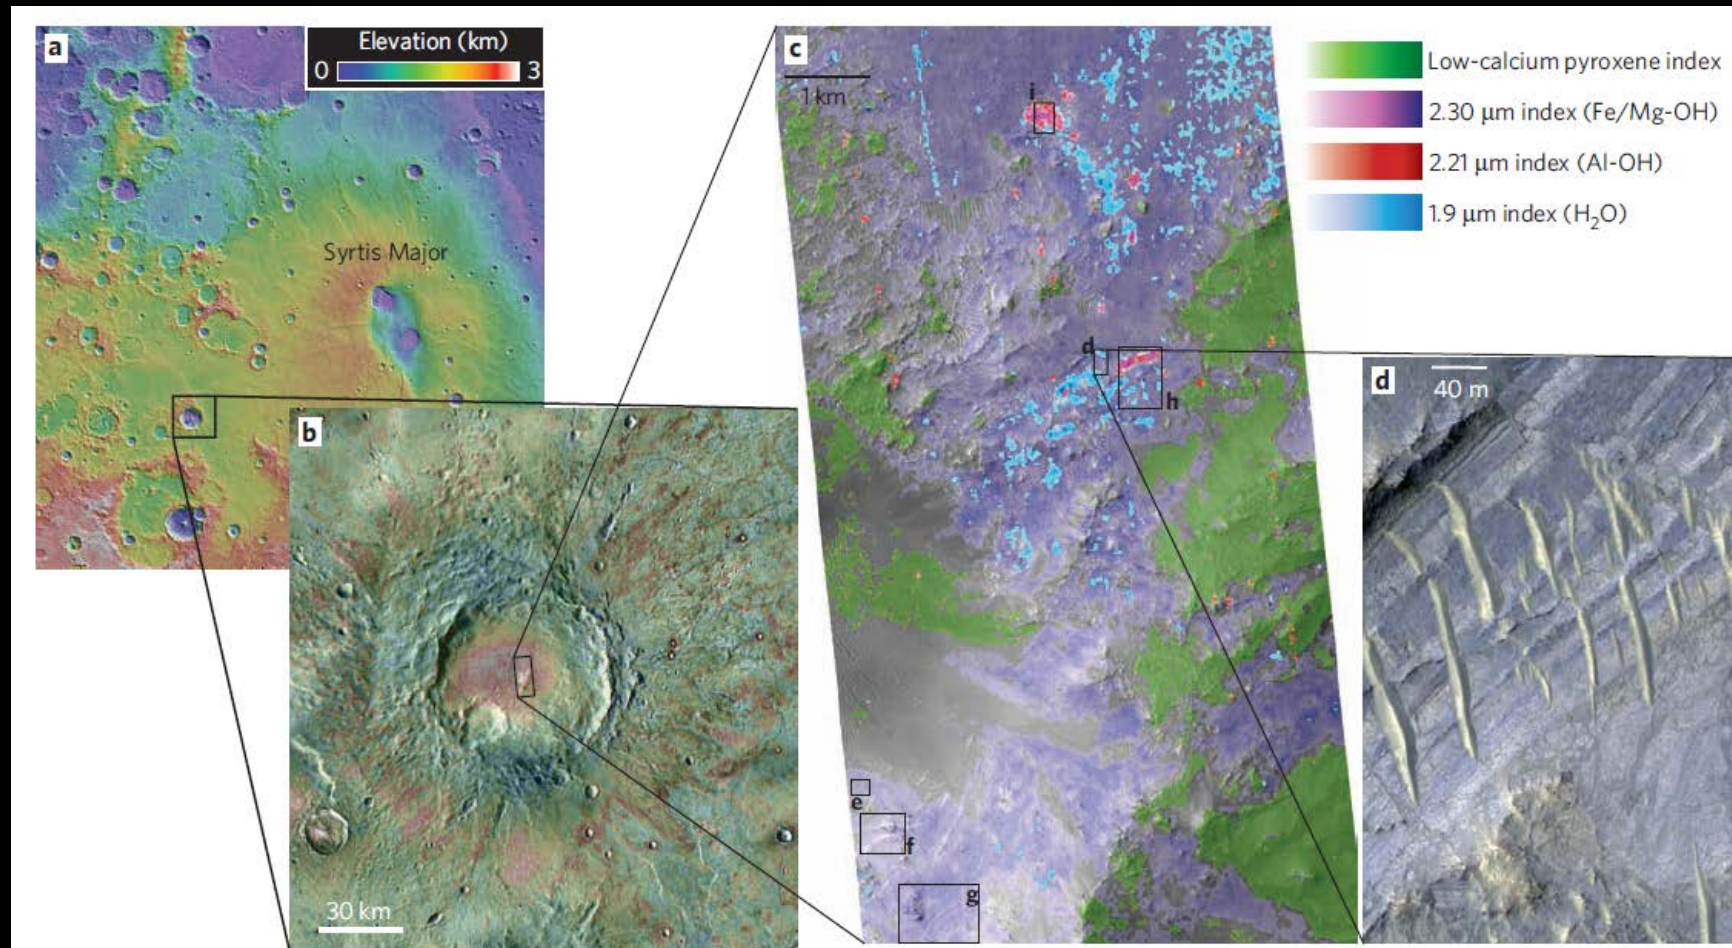 a
Elevation (km)
0 3
Syrtis Major
b
30 km
c
1 km
i
d
h
e
f
g
Low-calcium pyroxene index
2.30 μm index (Fe/Mg-OH)
2.21 μm index (Al-OH)
1.9 μm index (H₂O)
d
40 m